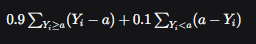 0.9 ∑_{Y_i≥a}(Y_i − a) + 0.1 ∑_{Y_i<a}(a − Y_i)